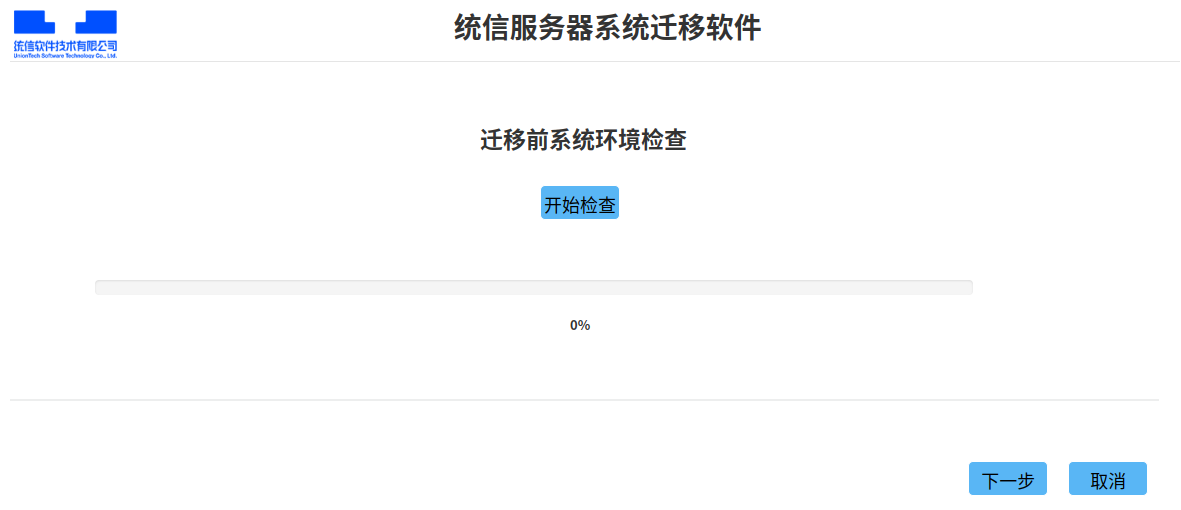 统信软件技术有限公司
UnionTech Software Technology Co., Ltd.
统信服务器系统迁移软件
迁移前系统环境检查
开始检查
0%
下一步
取消